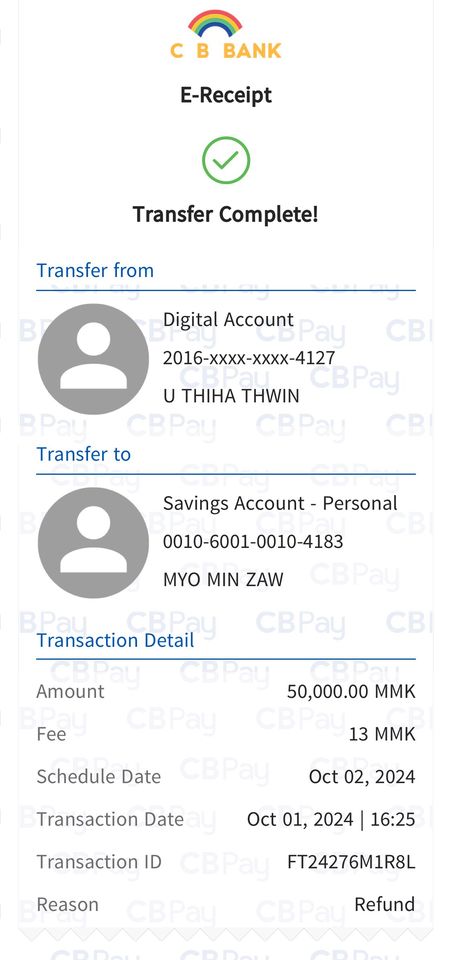 C B BANK
E-Receipt
Transfer Complete!
Transfer from
Digital Account
2016-xxxx-xxxx-4127
U THIHA THWIN
Transfer to
Savings Account - Personal
0010-6001-0010-4183
MYO MIN ZAW
Transaction Detail
Amount 50,000.00 MMK
Fee 13 MMK
Schedule Date Oct 02, 2024
Transaction Date Oct 01, 2024 | 16:25
Transaction ID FT24276M1R8L
Reason Refund